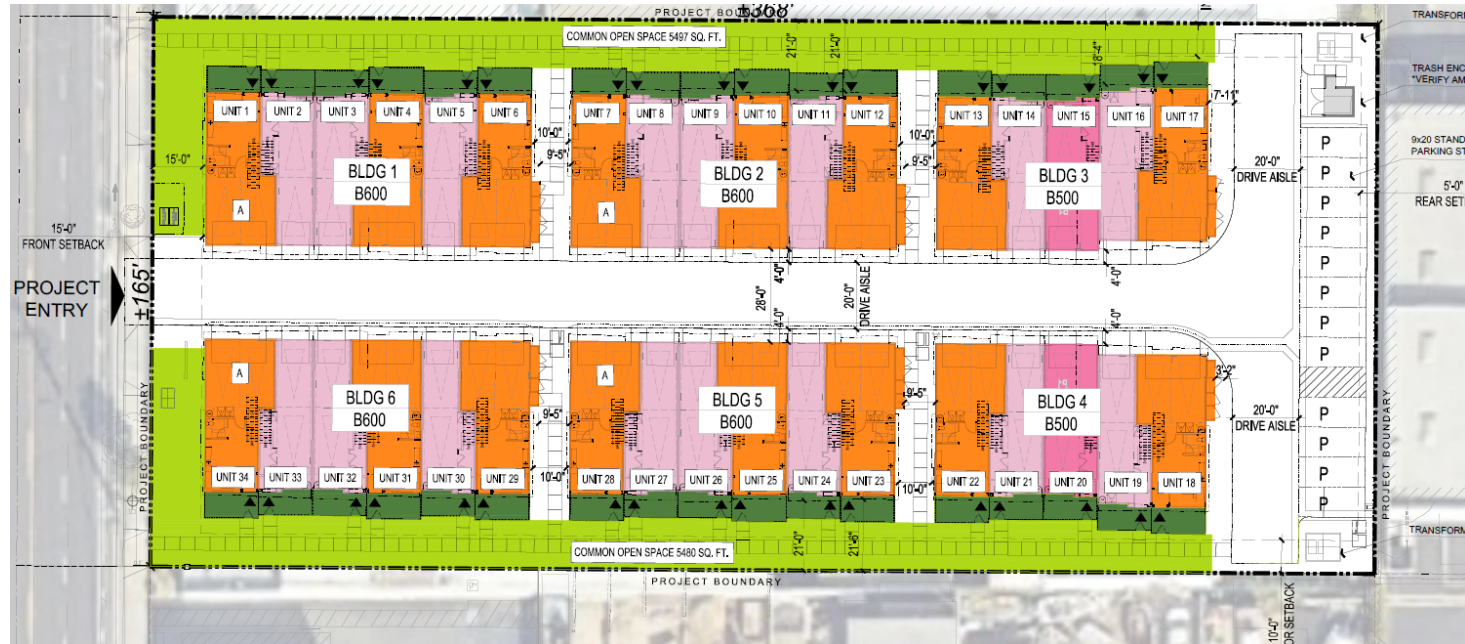 PROJECT BOUNDARY
±368'
TRANSFORM
COMMON OPEN SPACE 5497 SQ. FT.
21'-0"
21'-0"
18'-4"
TRASH ENC
"VERIFY AM
UNIT 1
UNIT 2
UNIT 3
UNIT 4
UNIT 5
UNIT 6
UNIT 7
UNIT 8
UNIT 9
UNIT 10
UNIT 11
UNIT 12
UNIT 13
UNIT 14
UNIT 15
UNIT 16
UNIT 17
7'-11"
10'-0"
9'-5"
10'-0"
9'-5"
15'-0"
BLDG 1
B600
BLDG 2
B600
BLDG 3
B500
20'-0"
DRIVE AISLE
9x20 STAND
PARKING ST
5'-0"
REAR SET
A
A
P
P
P
P
P
P
P
P
15'-0"
FRONT SETBACK
PROJECT
ENTRY
±165'
28'-0"
4'-0"
4'-0"
20'-0"
DRIVE AISLE
4'-0"
4'-0"
A
A
BLDG 6
B600
BLDG 5
B600
BLDG 4
B500
9'-5"
10'-0"
9'-5"
10'-0"
3'-2"
20'-0"
DRIVE AISLE
P
P
P
P
PROJECT BOUNDARY
PROJECT BOUNDARY
UNIT 34
UNIT 33
UNIT 32
UNIT 31
UNIT 30
UNIT 29
UNIT 28
UNIT 27
UNIT 26
UNIT 25
UNIT 24
UNIT 23
UNIT 22
UNIT 21
UNIT 20
UNIT 19
UNIT 18
COMMON OPEN SPACE 5480 SQ. FT.
21'-0"
21'-6"
TRANSFORM
PROJECT BOUNDARY
10'-0"
OR SETBACK